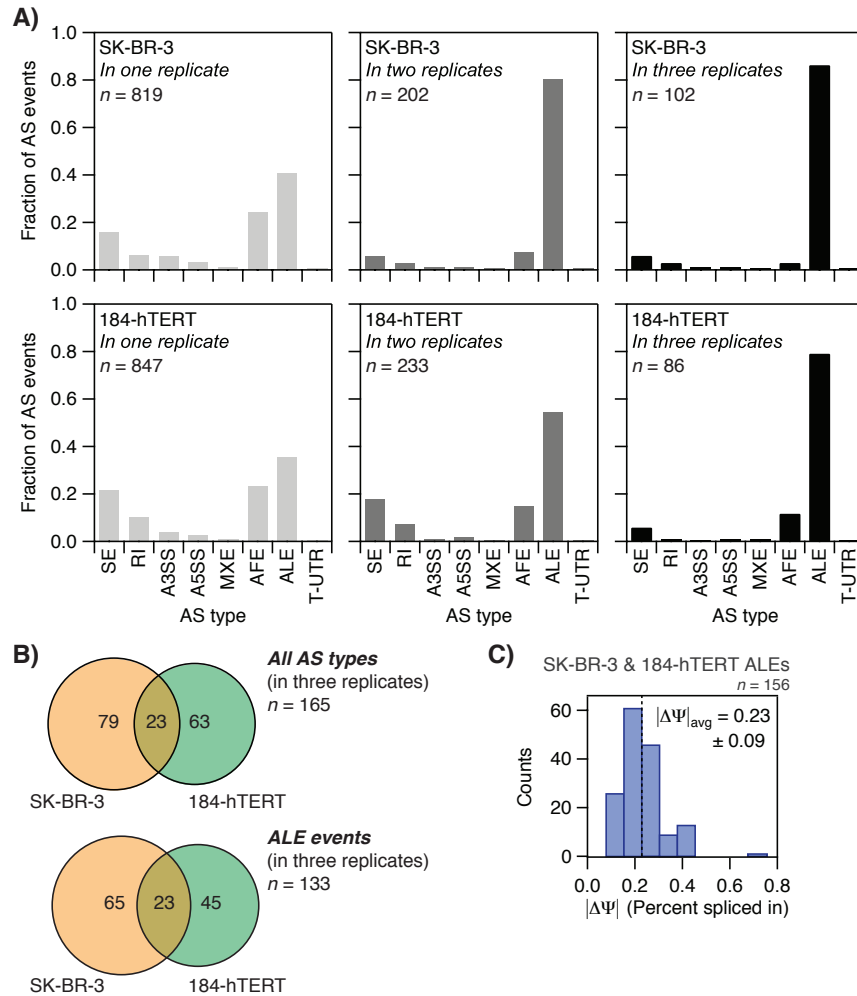 A)
SK-BR-3
In one replicate
n = 819
SK-BR-3
In two replicates
n = 202
SK-BR-3
In three replicates
n = 102
Fraction of AS events
1.0
0.8
0.6
0.4
0.2
0.0
184-hTERT
In one replicate
n = 847
184-hTERT
In two replicates
n = 233
184-hTERT
In three replicates
n = 86
Fraction of AS events
1.0
0.8
0.6
0.4
0.2
0.0
SE RI A3SS A5SS MXE AFE ALE T-UTR
SE RI A3SS A5SS MXE AFE ALE T-UTR
SE RI A3SS A5SS MXE AFE ALE T-UTR
AS type
AS type
AS type
B)
All AS types
(in three replicates)
n = 165
79 23 63
SK-BR-3 184-hTERT
ALE events
(in three replicates)
n = 133
65 23 45
SK-BR-3 184-hTERT
C)
SK-BR-3 & 184-hTERT ALEs
n = 156
|ΔΨ|avg = 0.23
± 0.09
Counts
60
40
20
0
0.0 0.2 0.4 0.6 0.8
|ΔΨ| (Percent spliced in)